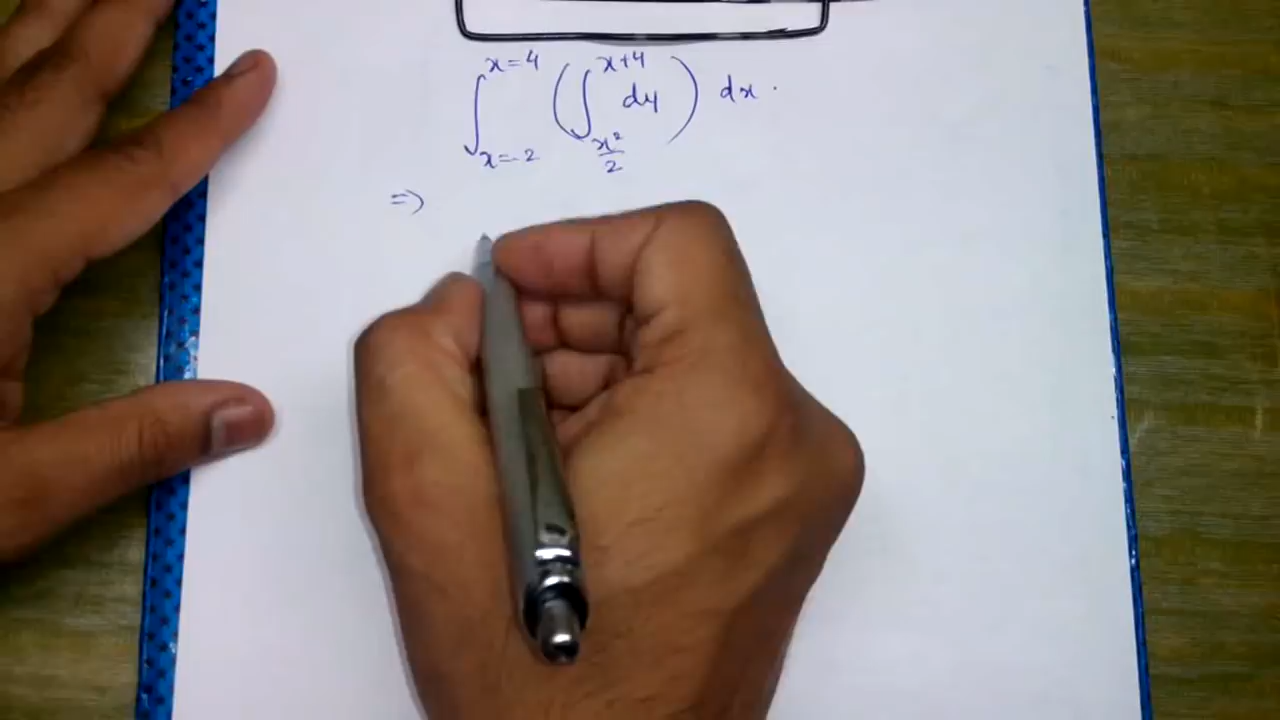 ∫_{x=-2}^{x=4} (∫_{x²/2}^{x+4} dy) dx.
⇒